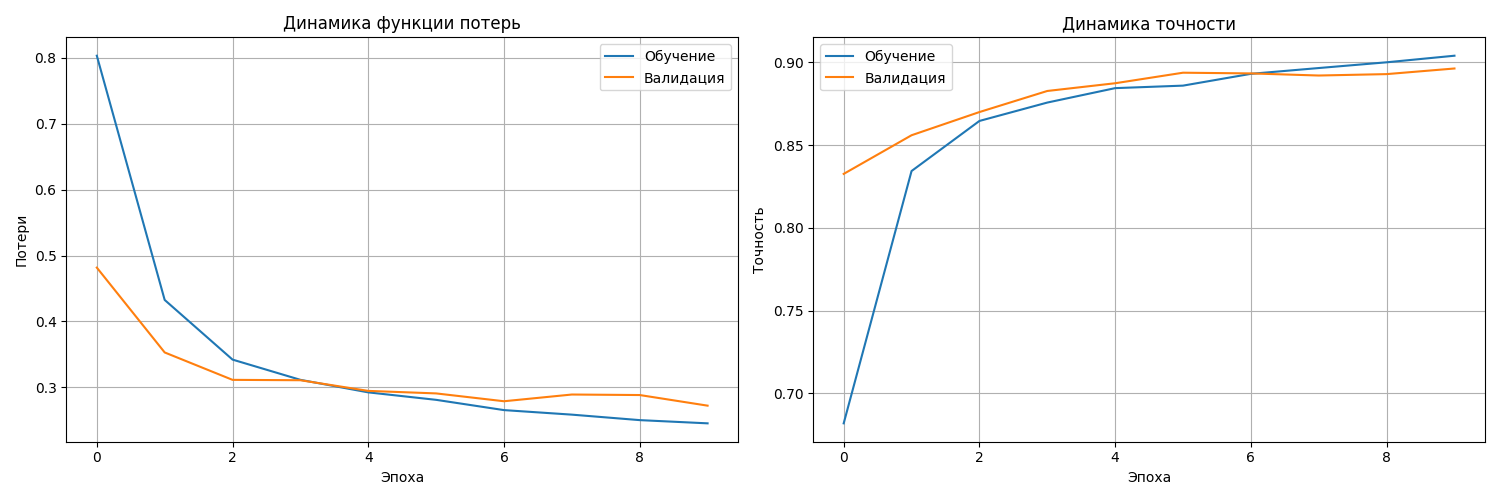 Динамика функции потерь
Обучение
Валидация
0.8
0.7
0.6
0.5
0.4
0.3
Потери
0 2 4 6 8
Эпоха
Динамика точности
Обучение
Валидация
0.90
0.85
0.80
0.75
0.70
Точность
0 2 4 6 8
Эпоха